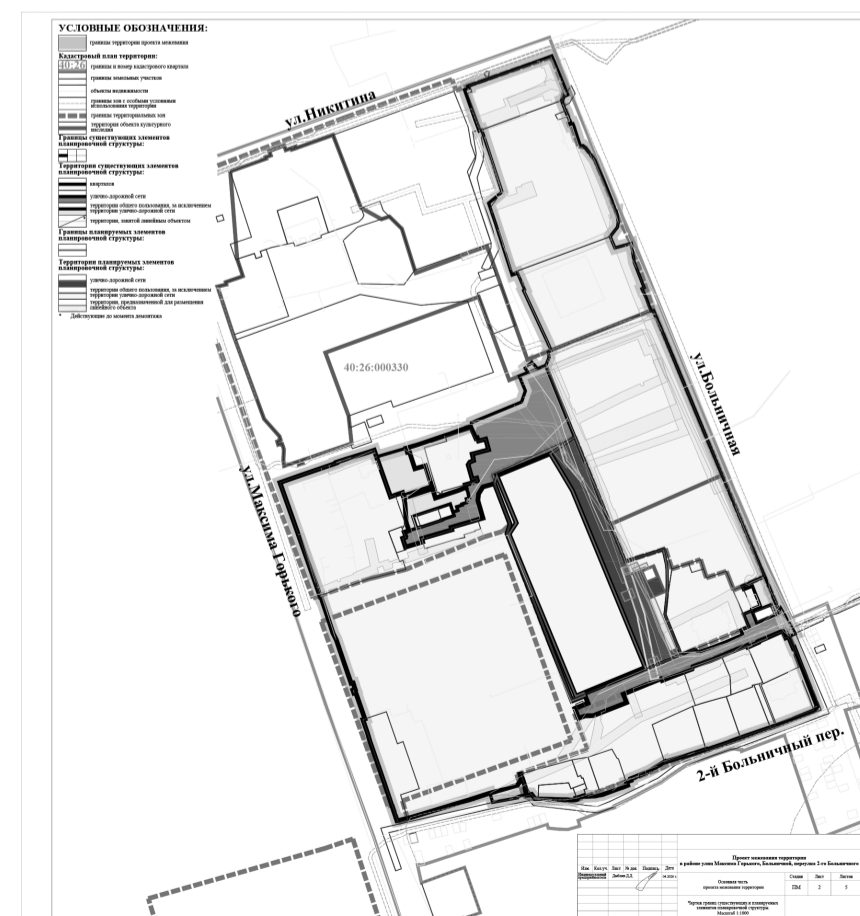 УСЛОВНЫЕ ОБОЗНАЧЕНИЯ:
границы территории проекта межевания
Кадастровый план территории:
40:26
границы и номер кадастрового квартала
границы земельных участков
объекты недвижимости
границы зон с особыми условиями
использования территории
границы территориальных зон
территории объекта культурного
наследия
Границы существующих элементов
планировочной структуры:
Территории существующих элементов
планировочной структуры:
кварталов
улично-дорожной сети
территории общего пользования, за исключением
территории улично-дорожной сети
территории, занятой линейным объектом
Границы планируемых элементов
планировочной структуры:
Территории планируемых элементов
планировочной структуры:
улично-дорожной сети
территории общего пользования, за исключением
территории улично-дорожной сети
территории, предназначенной для размещения
линейного объекта
* Действующие до момента демонтажа
ул.Никитина
40:26:000330
ул.Больничная
ул.Максима Горького
2-й Больничный пер.
Проект межевания территории
в районе улиц Максима Горького, Больничной, переулка 2-го Больничного
Изм. Кол.уч. Лист № док. Подпись Дата
Основная часть
проекта межевания территории
Стадия Лист Листов
ПМ 2 5
Чертеж границ существующих и планируемых
элементов планировочной структуры
Масштаб 1:1000